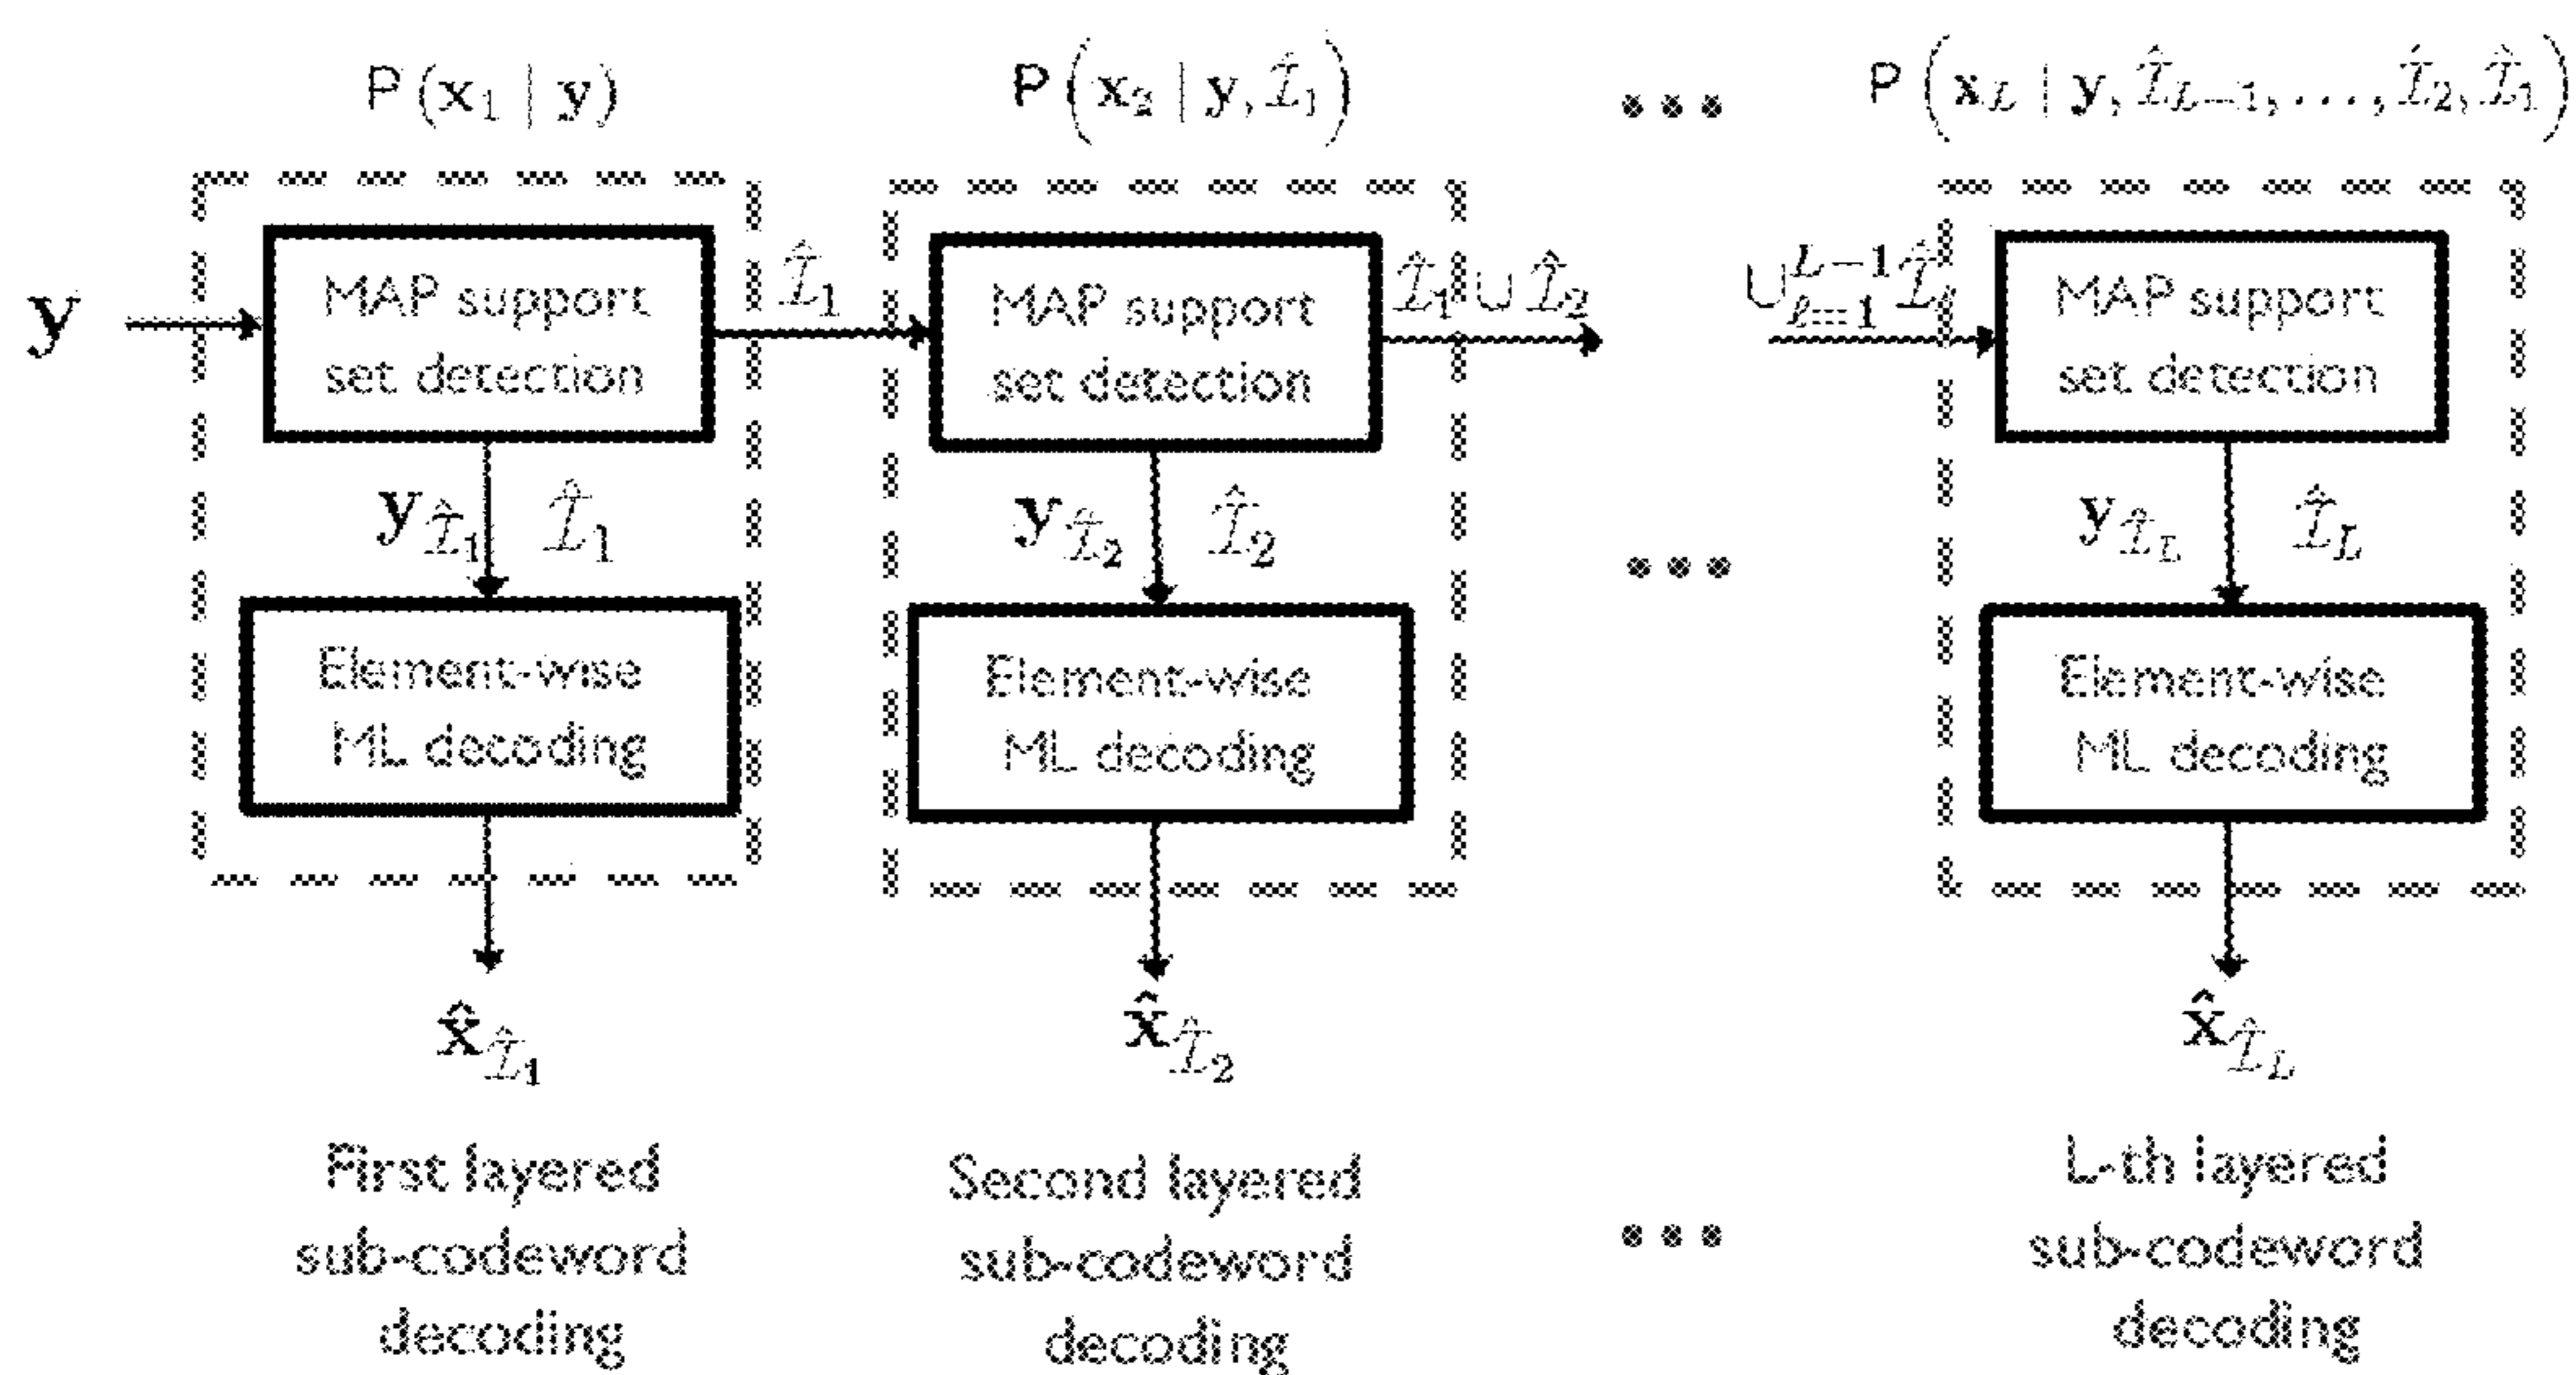 P(x₁ | y)
P(x₂ | y, Î₁)
•••
P(x_L | y, Î_{L−1}, …, Î₂, Î₁)
y
MAP support
set detection
Î₁
MAP support
set detection
Î₁ ∪ Î₂
∪_{ℓ=1}^{L−1} Î_ℓ
MAP support
set detection
y_{Î₁} Î₁
y_{Î₂} Î₂
•••
y_{Î_L} Î_L
Element-wise
ML decoding
Element-wise
ML decoding
Element-wise
ML decoding
x̂_{Î₁}
x̂_{Î₂}
x̂_{Î_L}
First layered
sub-codeword
decoding
Second layered
sub-codeword
decoding
•••
L-th layered
sub-codeword
decoding